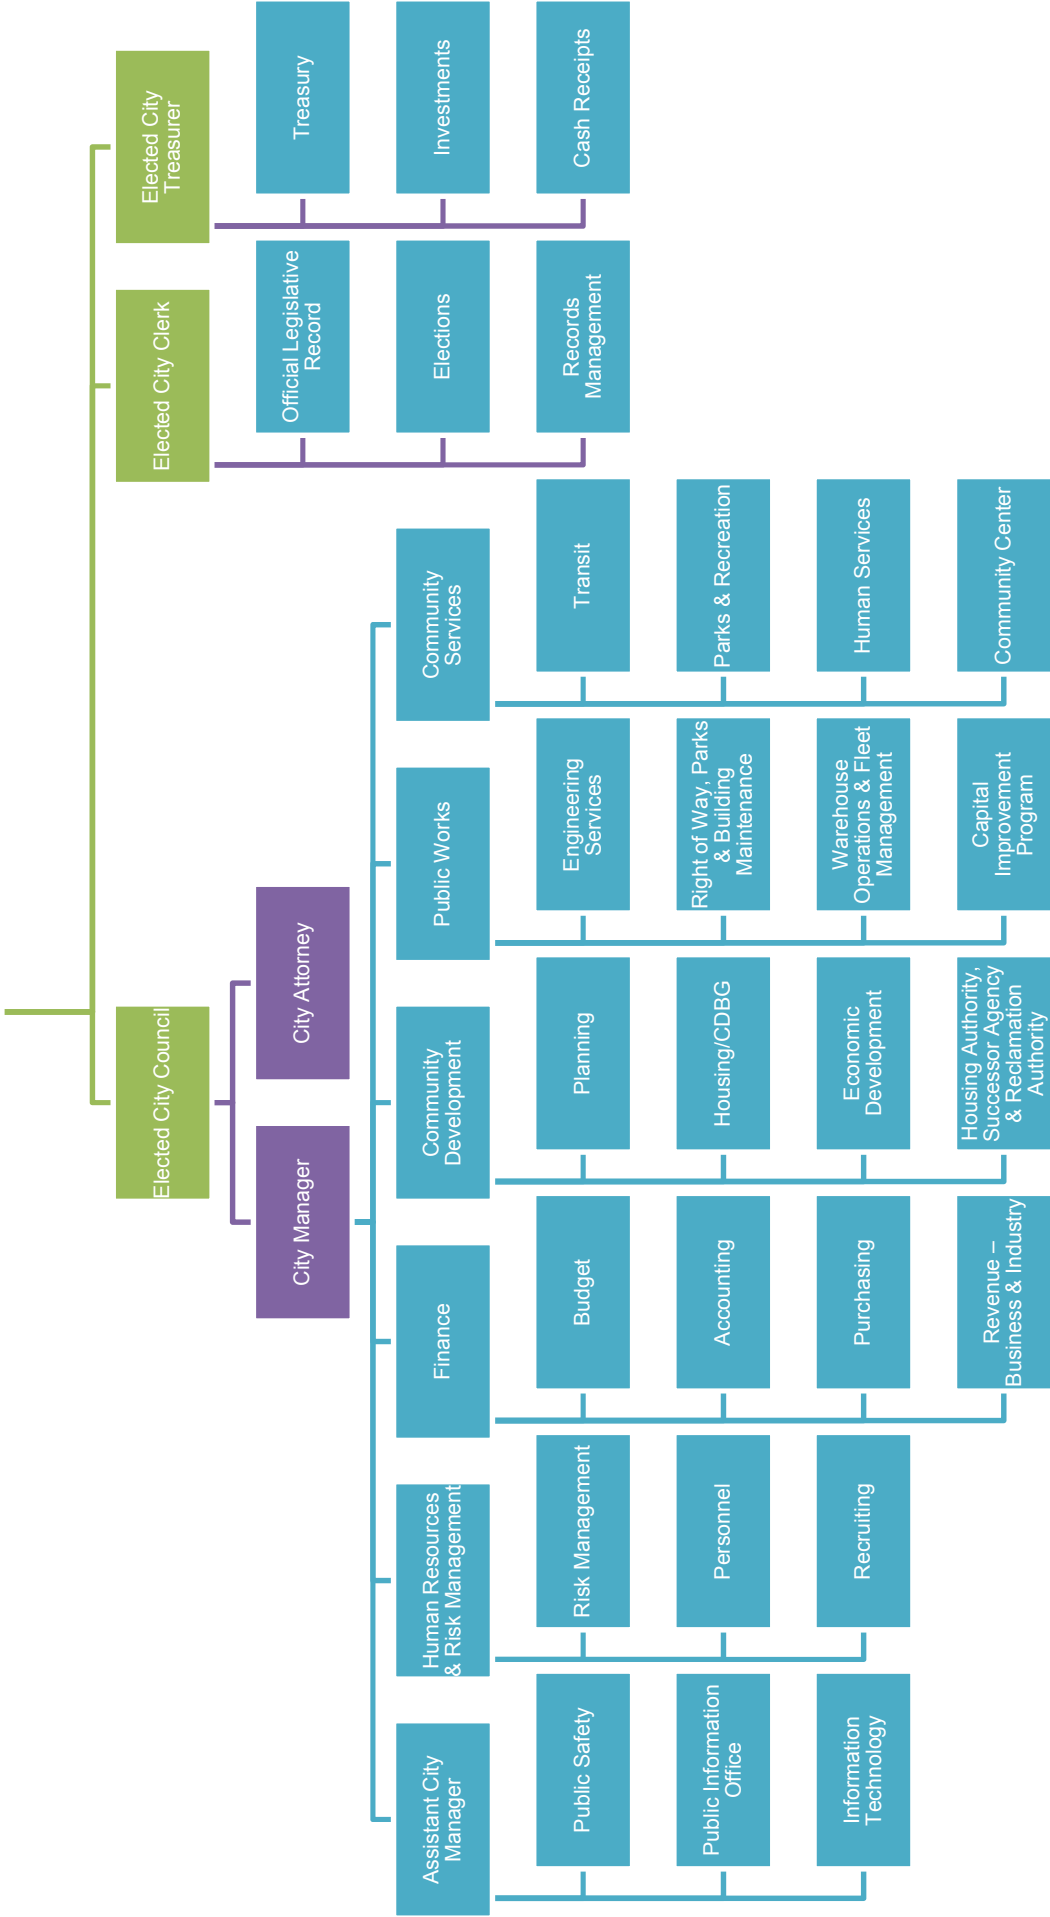 Elected City Council
Elected City Clerk
Elected City
Treasurer
City Manager
City Attorney
Official Legislative
Record
Elections
Records
Management
Treasury
Investments
Cash Receipts
Assistant City
Manager
Public Safety
Public Information
Office
Information
Technology
Human Resources
& Risk Management
Risk Management
Personnel
Recruiting
Finance
Budget
Accounting
Purchasing
Revenue –
Business & Industry
Community
Development
Planning
Housing/CDBG
Economic
Development
Housing Authority,
Successor Agency
& Reclamation
Authority
Public Works
Engineering
Services
Right of Way, Parks
& Building
Maintenance
Warehouse
Operations & Fleet
Management
Capital
Improvement
Program
Community
Services
Transit
Parks & Recreation
Human Services
Community Center